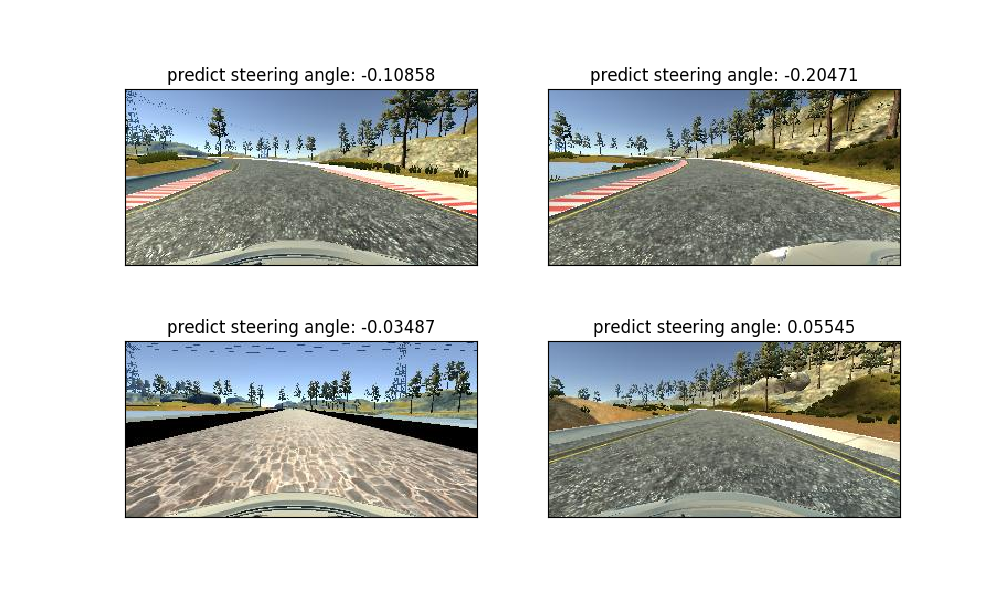 predict steering angle: -0.10858
predict steering angle: -0.20471
predict steering angle: -0.03487
predict steering angle: 0.05545